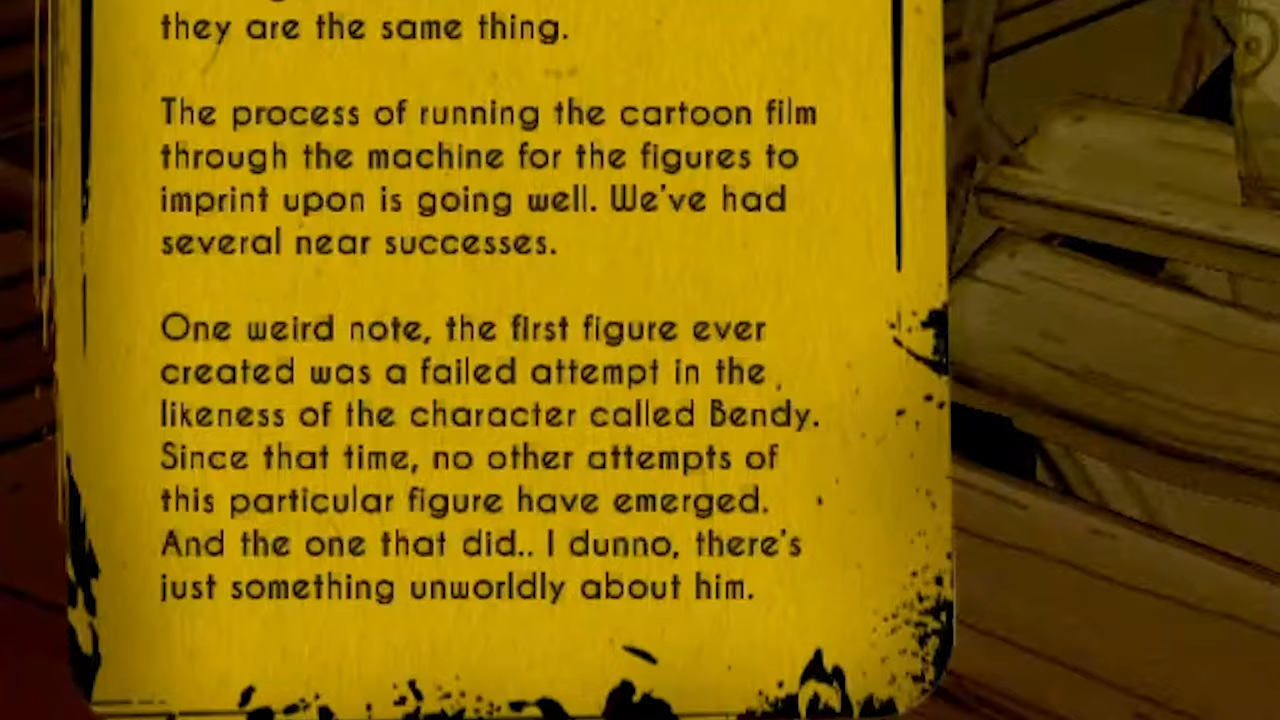 they are the same thing.
The process of running the cartoon film
through the machine for the figures to
imprint upon is going well. We've had
several near successes.
One weird note, the first figure ever
created was a failed attempt in the
likeness of the character called Bendy.
Since that time, no other attempts of
this particular figure have emerged.
And the one that did.. I dunno, there's
just something unworldly about him.